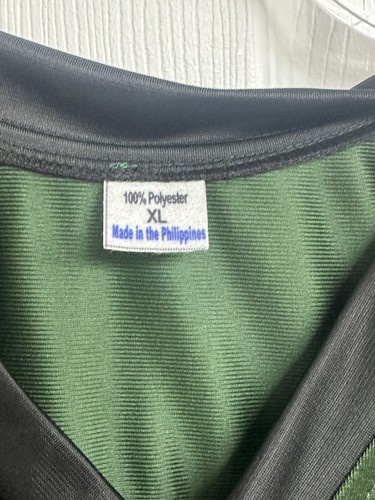 100% Polyester
XL
Made in the Philippines